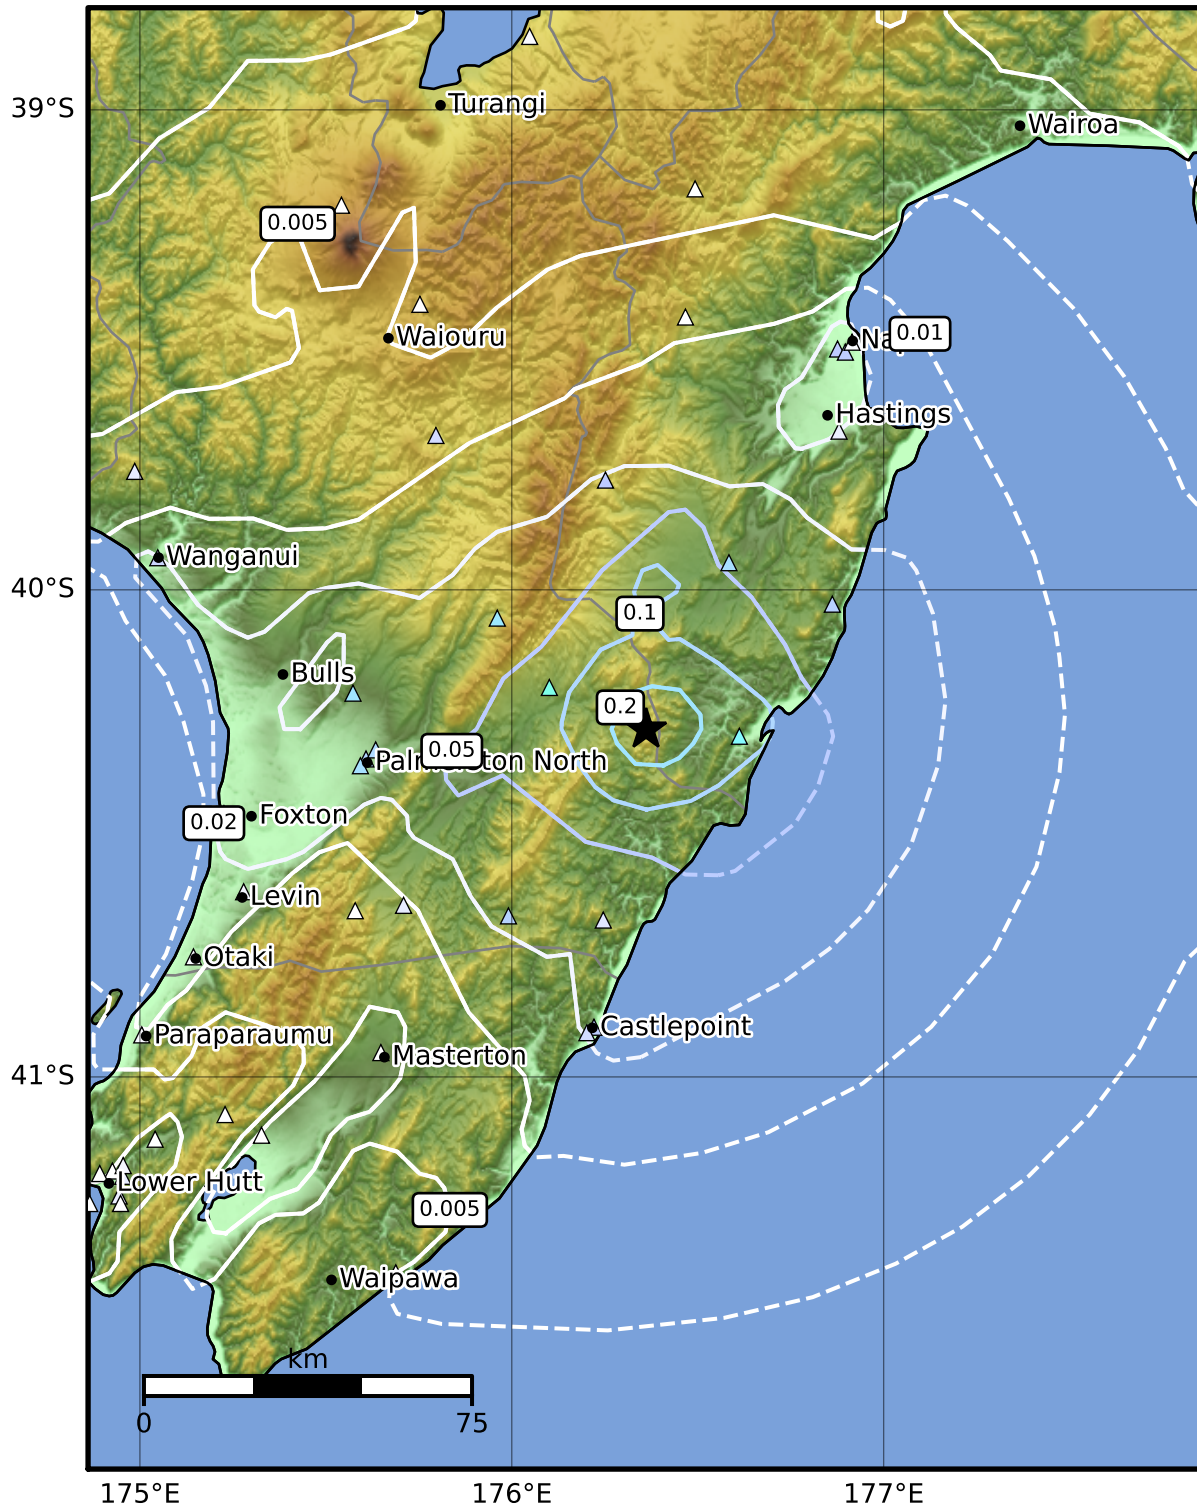 39°S
Turangi
Wairoa
0.005
Waiouru
0.01
Hastings
Wanganui
40°S
0.1
Bulls
0.2
0.05
North
Foxton
0.02
Levin
Otaki
Castlepoint
Paraparaumu
Masterton
41°S
Lower Hutt
0.005
Waipawa
km
0
75
175°E
176°E
177°E